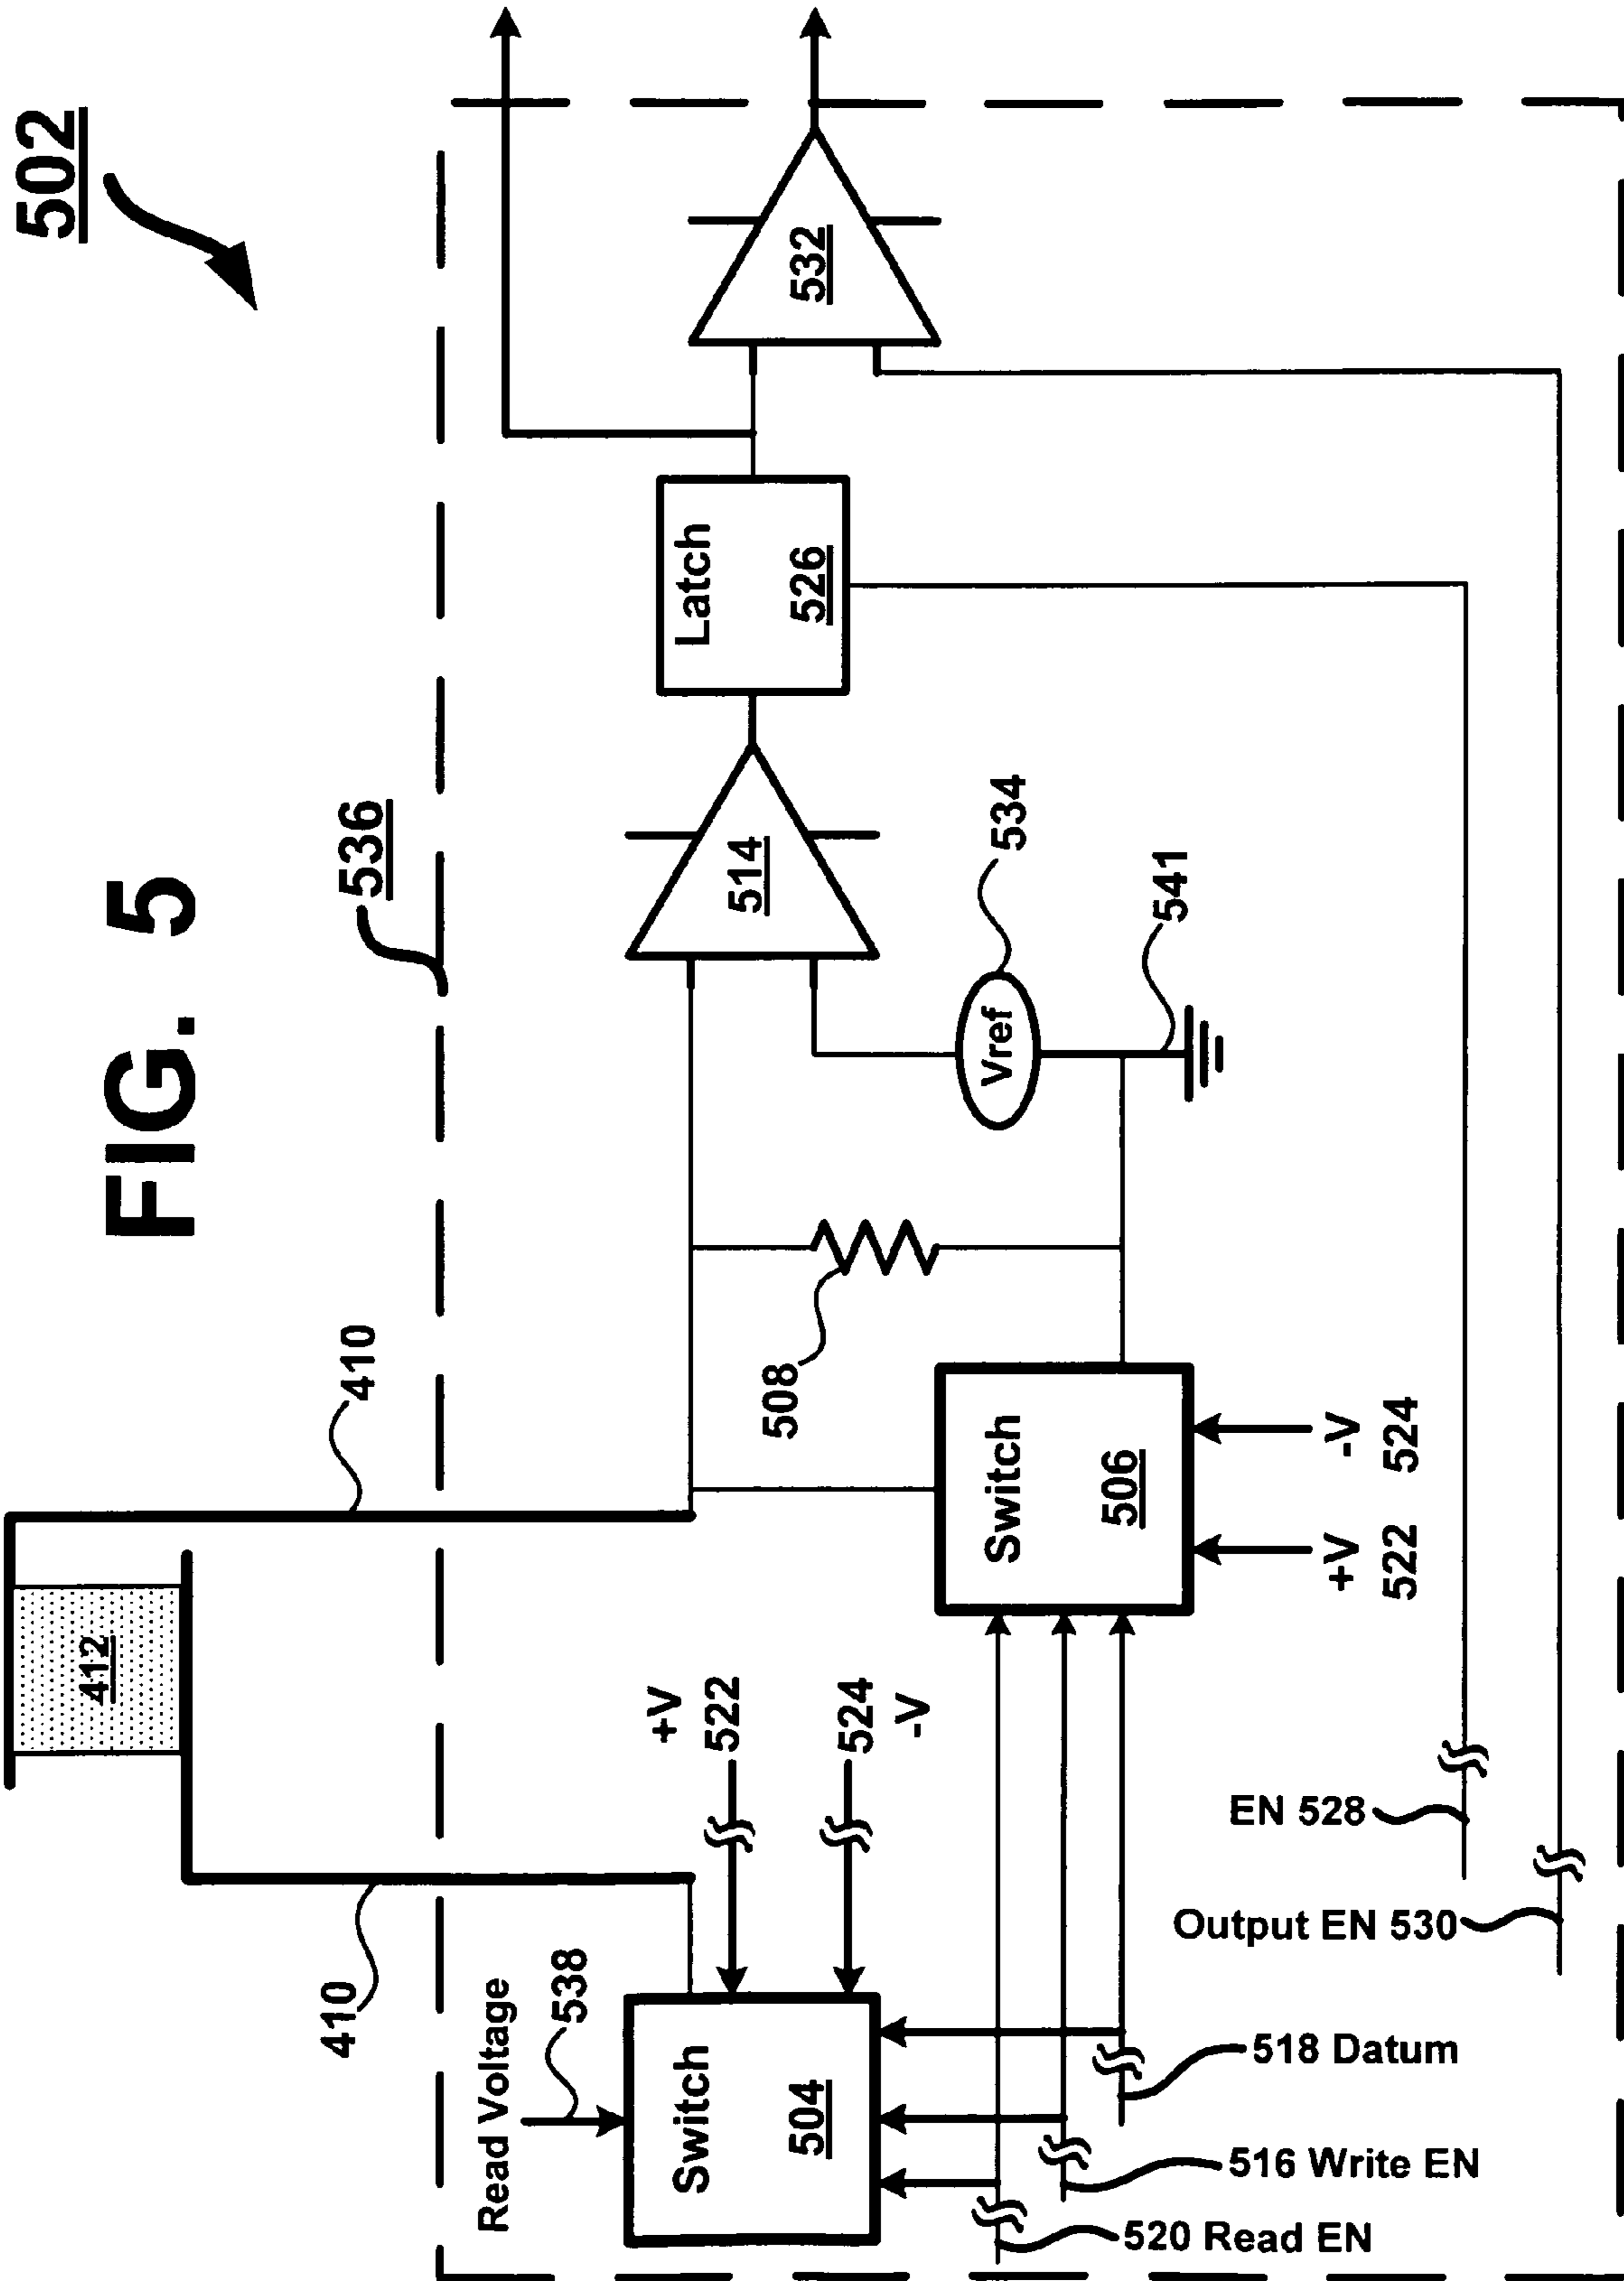 FIG. 5
502
536
412
410
410
Read Voltage
538
Switch
504
+V
522
524
-V
Switch
506
+V
522
-V
524
508
514
Vref
534
541
Latch
526
532
EN 528
Output EN 530
518 Datum
516 Write EN
520 Read EN